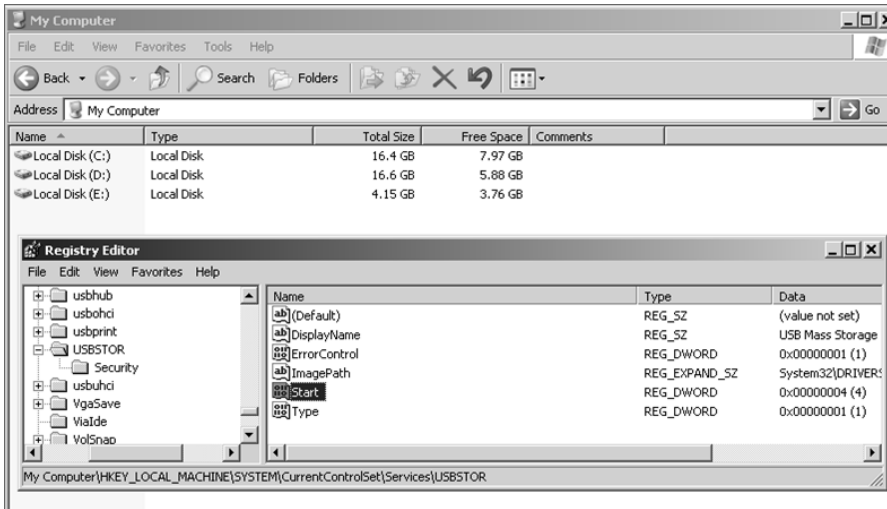 My Computer
File Edit View Favorites Tools Help
Back Search Folders
Address My Computer Go
Name Type Total Size Free Space Comments
Local Disk (C:) Local Disk 16.4 GB 7.97 GB
Local Disk (D:) Local Disk 16.6 GB 5.88 GB
Local Disk (E:) Local Disk 4.15 GB 3.76 GB
Registry Editor
File Edit View Favorites Help
usbhub
usbohci
usbprint
USBSTOR
Security
usbuhci
VgaSave
ViaIde
VolSnap
Name Type Data
(Default) REG_SZ (value not set)
DisplayName REG_SZ USB Mass Storage
ErrorControl REG_DWORD 0x00000001 (1)
ImagePath REG_EXPAND_SZ System32\DRIVERS
Start REG_DWORD 0x00000004 (4)
Type REG_DWORD 0x00000001 (1)
My Computer\HKEY_LOCAL_MACHINE\SYSTEM\CurrentControlSet\Services\USBSTOR